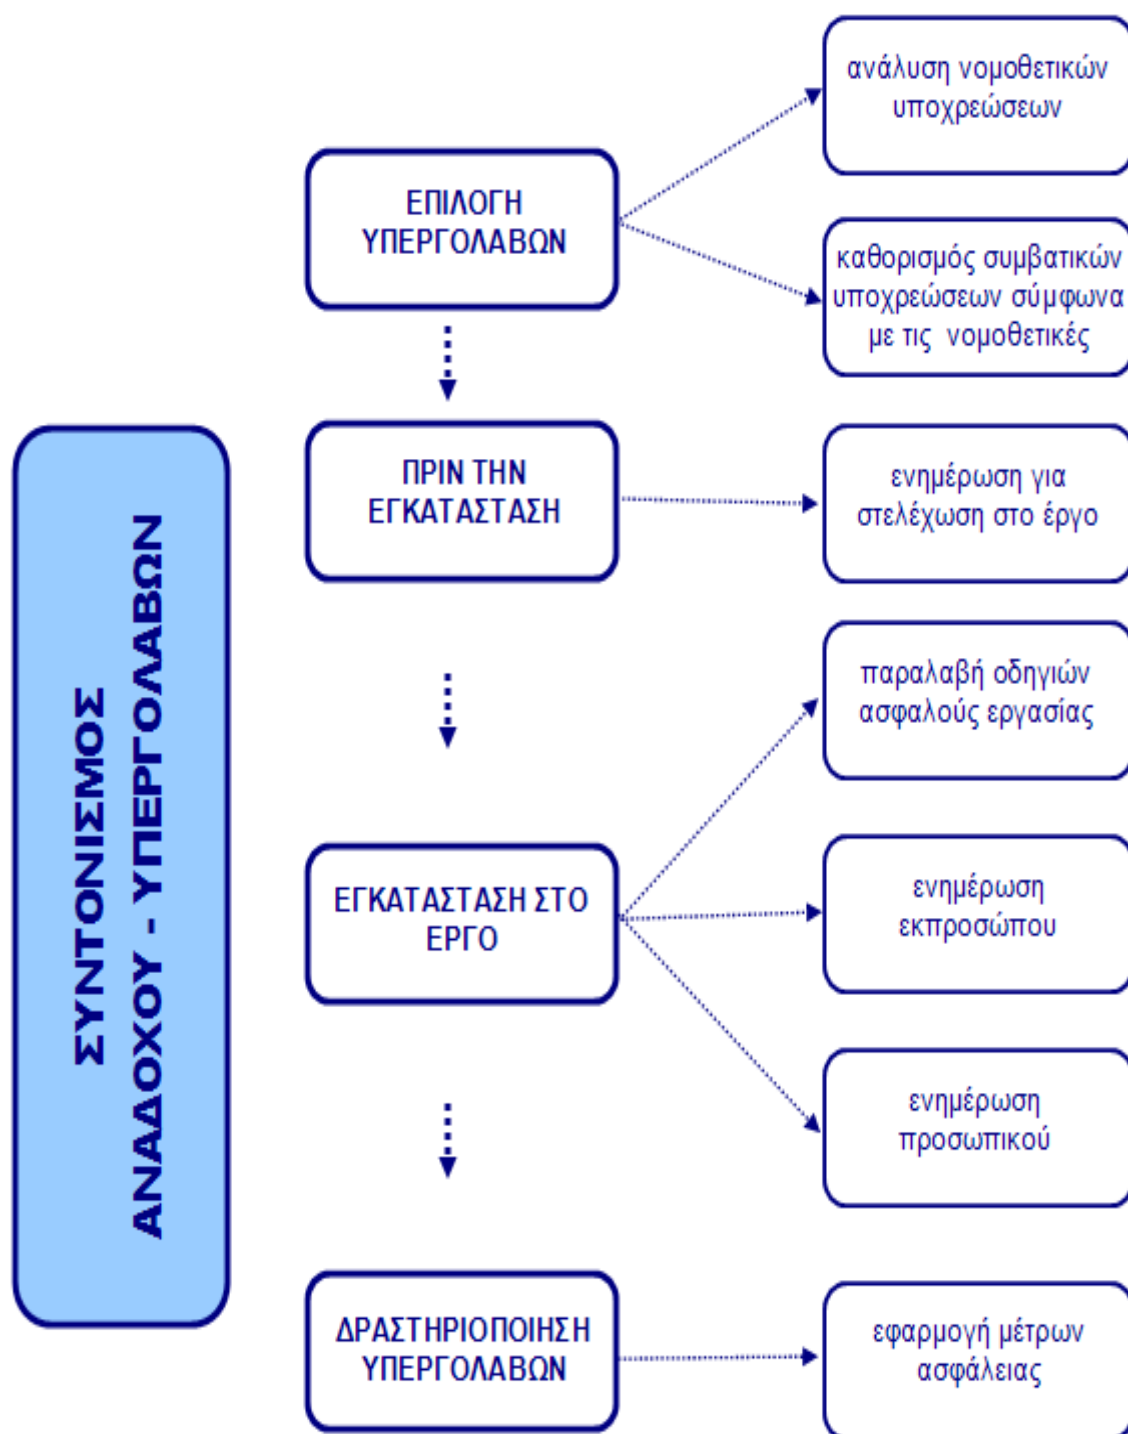 ΣΥΝΤΟΝΙΣΜΟΣ
ΑΝΑΔΟΧΟΥ - ΥΠΕΡΓΟΛΑΒΩΝ
ΕΠΙΛΟΓΗ
ΥΠΕΡΓΟΛΑΒΩΝ
ανάλυση νομοθετικών
υποχρεώσεων
καθορισμός συμβατικών
υποχρεώσεων σύμφωνα
με τις νομοθετικές
ΠΡΙΝ ΤΗΝ
ΕΓΚΑΤΑΣΤΑΣΗ
ενημέρωση για
στελέχωση στο έργο
ΕΓΚΑΤΑΣΤΑΣΗ ΣΤΟ
ΕΡΓΟ
παραλαβή οδηγιών
ασφαλούς εργασίας
ενημέρωση
εκπροσώπου
ενημέρωση
προσωπικού
ΔΡΑΣΤΗΡΙΟΠΟΙΗΣΗ
ΥΠΕΡΓΟΛΑΒΩΝ
εφαρμογή μέτρων
ασφάλειας